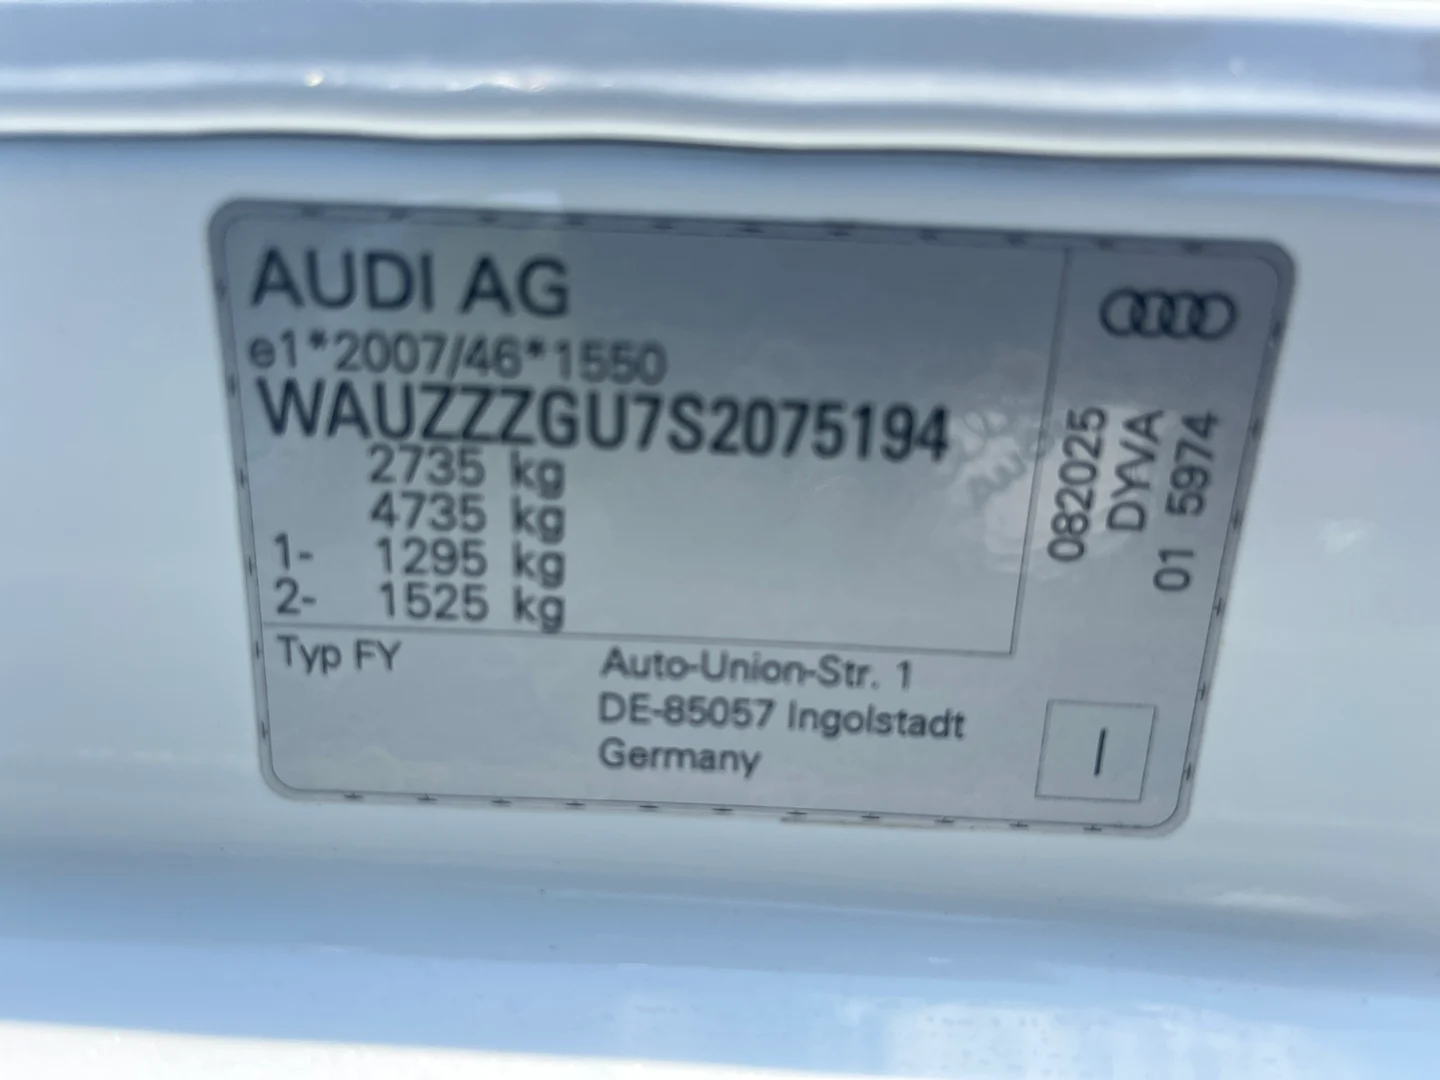 AUDI AG
e1*2007/46*1550
WAUZZZGU7S2075194
2735 kg
4735 kg
1- 1295 kg
2- 1525 kg
Typ FY
Auto-Union-Str. 1
DE-85057 Ingolstadt
Germany
082025
DYVA
01 5974
I